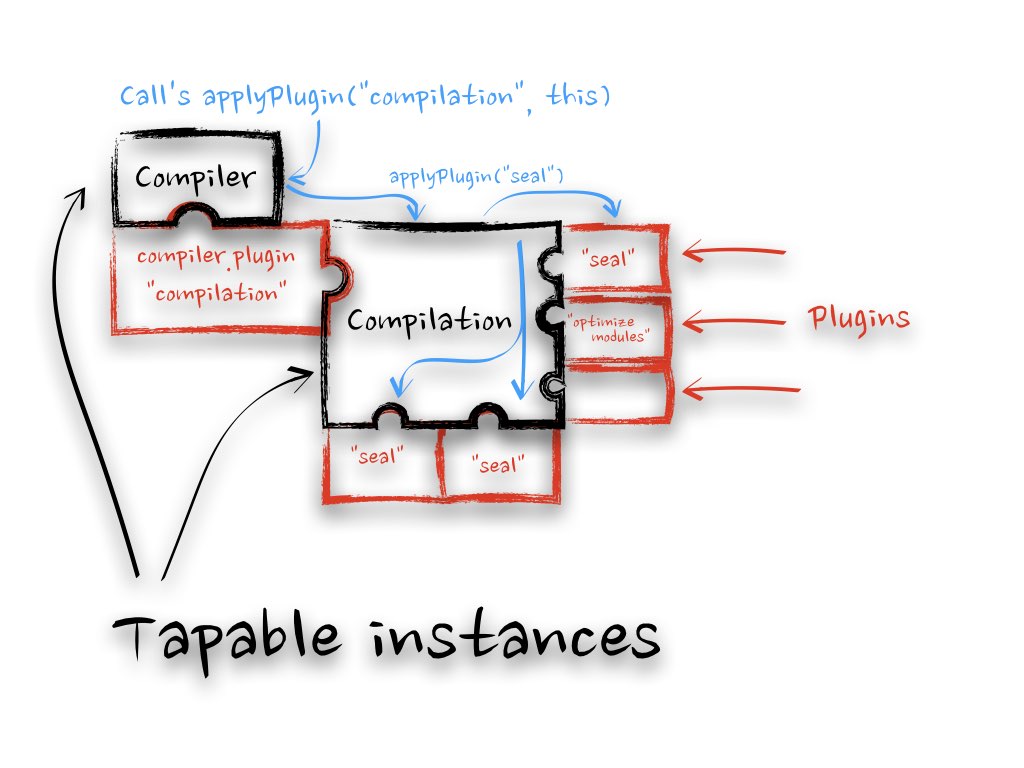 Call's applyPlugin("compilation", this)
Compiler
applyPlugin("seal")
compiler.plugin
"compilation"
"seal"
Compilation
"optimize
modules"
Plugins
"seal"
"seal"
Tapable instances